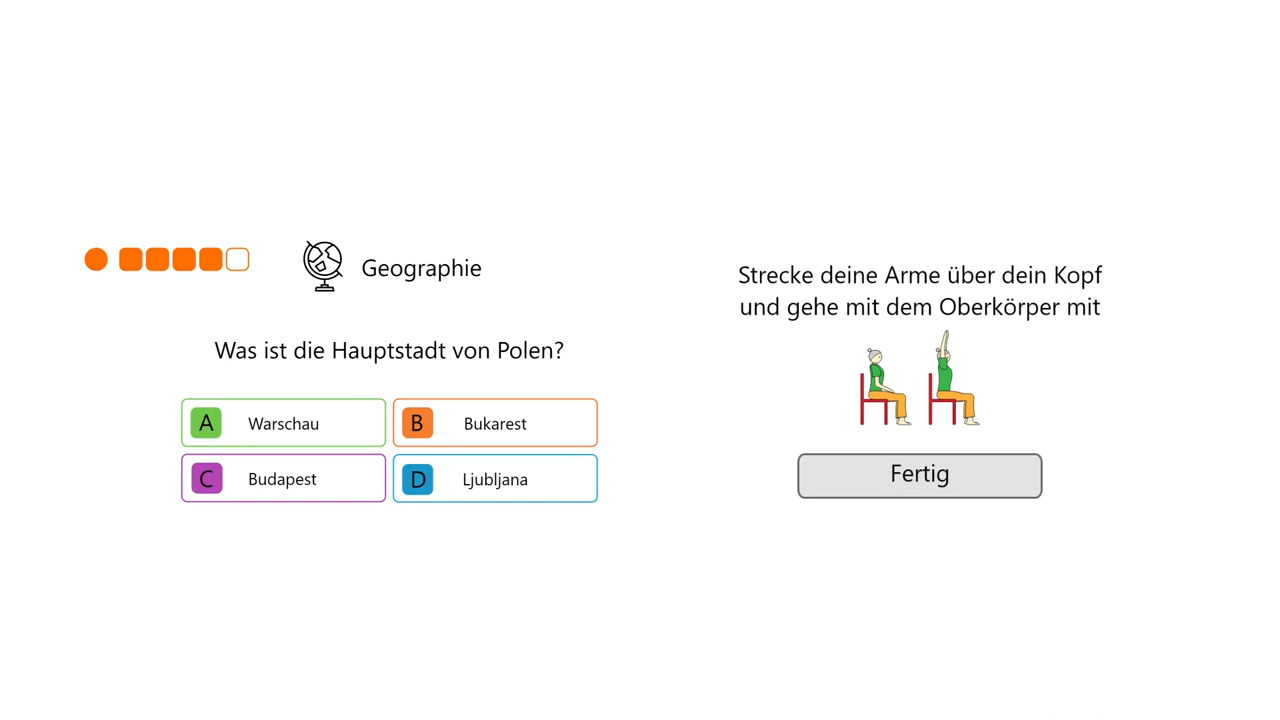 Geographie
Was ist die Hauptstadt von Polen?
A Warschau
B Bukarest
C Budapest
D Ljubljana
Strecke deine Arme über dein Kopf
und gehe mit dem Oberkörper mit
Fertig